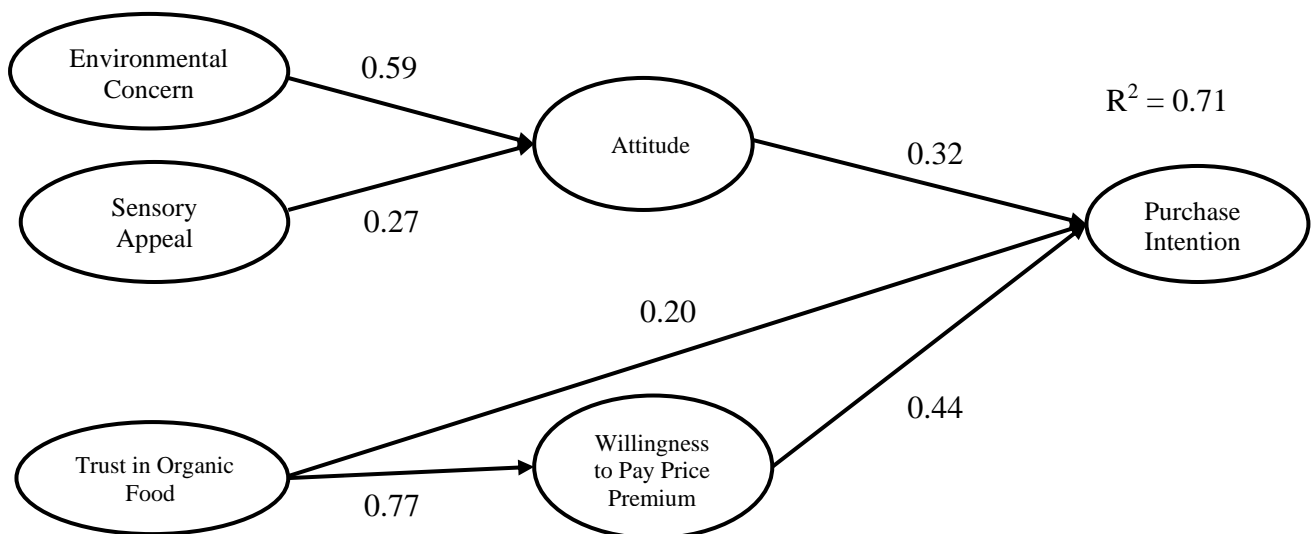 Environmental
Concern
0.59
Attitude
R² = 0.71
0.32
Sensory
Appeal
0.27
Purchase
Intention
0.20
0.44
Trust in Organic
Food
0.77
Willingness
to Pay Price
Premium